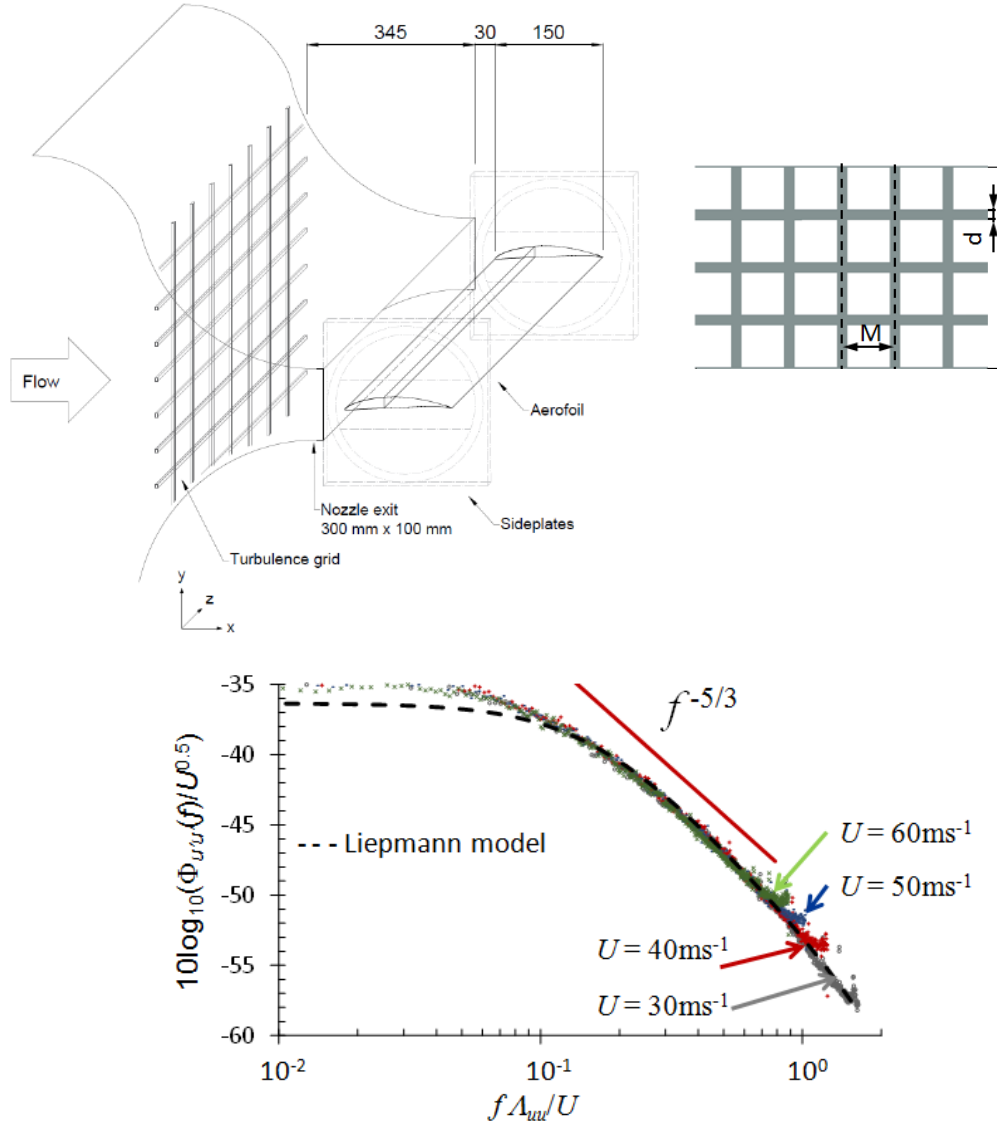 345 30 150
Flow
Aerofoil
Nozzle exit
300 mm x 100 mm
Sideplates
Turbulence grid
y
z
x
d
M
10log₁₀(Φᵤ'ᵤ'(f)/U⁰·⁵)
-35
-40
-45
-50
-55
-60
f⁻⁵/³
Liepmann model
U = 60ms⁻¹
U = 50ms⁻¹
U = 40ms⁻¹
U = 30ms⁻¹
10⁻² 10⁻¹ 10⁰
f Λᵤᵤ/U